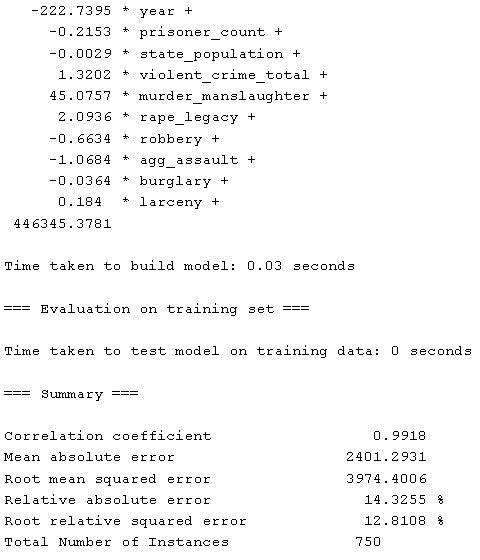 -222.7395 * year +
-0.2153 * prisoner_count +
-0.0029 * state_population +
1.3202 * violent_crime_total +
45.0757 * murder_manslaughter +
2.0936 * rape_legacy +
-0.6634 * robbery +
-1.0684 * agg_assault +
-0.0364 * burglary +
0.184 * larceny +
446345.3781
Time taken to build model: 0.03 seconds
=== Evaluation on training set ===
Time taken to test model on training data: 0 seconds
=== Summary ===
Correlation coefficient 0.9918
Mean absolute error 2401.2931
Root mean squared error 3974.4006
Relative absolute error 14.3255 %
Root relative squared error 12.8108 %
Total Number of Instances 750